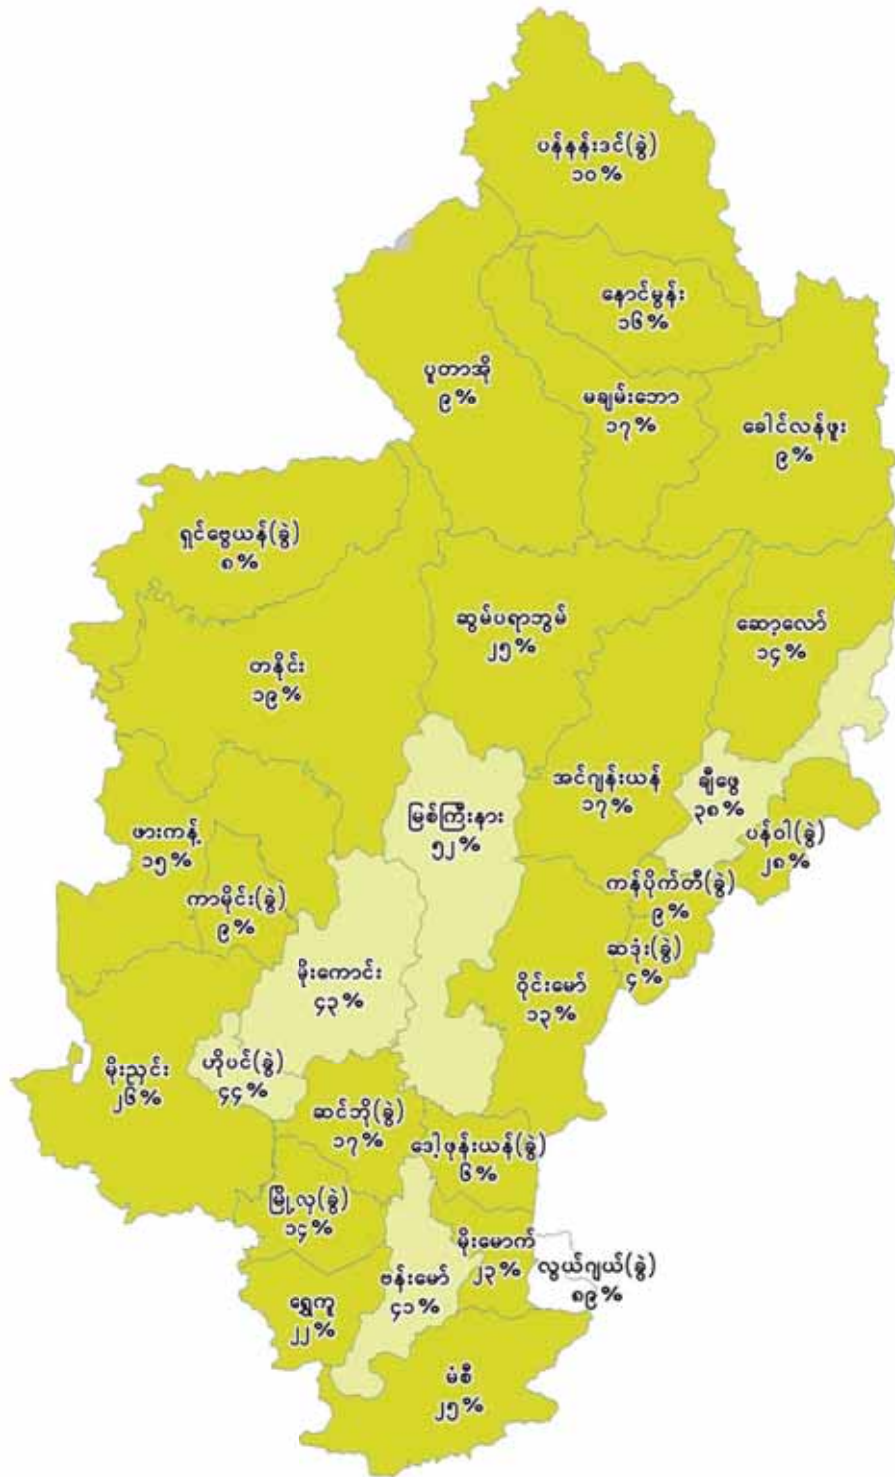 ပန်နန်းဒင်(ခွဲ)
၁၀%
နောင်မွန်း
၁၆%
ပူတာအို
၉%
မချမ်းဘော
၁၇%
ခေါင်လန်ဖူး
၉%
ရှင်ဗွေယန်(ခွဲ)
၈%
ဆွမ်ပရာဘွမ်
၂၅%
ဆော့လော်
၁၄%
တနိုင်း
၁၉%
အင်ဂျန်းယန်
၁၇%
ချီဖွေ
၃၈%
မြစ်ကြီးနား
၅၂%
ဖားကန့်
၁၅%
ပန်ဝါ(ခွဲ)
၂၈%
ကာမိုင်း(ခွဲ)
၉%
ကန်ပိုက်တီ(ခွဲ)
၉%
ဆဒုံး(ခွဲ)
၄%
မိုးကောင်း
၄၃%
ဝိုင်းမော်
၁၃%
မိုးညှင်း
၂၆%
ဟိုပင်(ခွဲ)
၄၄%
ဆင်ဘို(ခွဲ)
၁၇%
ဒေါ့ဖုန်းယန်(ခွဲ)
၆%
မြို့လှ(ခွဲ)
၁၄%
မိုးမောက်
၂၃%
လွယ်ဂျယ်(ခွဲ)
၈၉%
ဗန်းမော်
၄၁%
ရွှေကူ
၂၂%
မံစီ
၂၅%